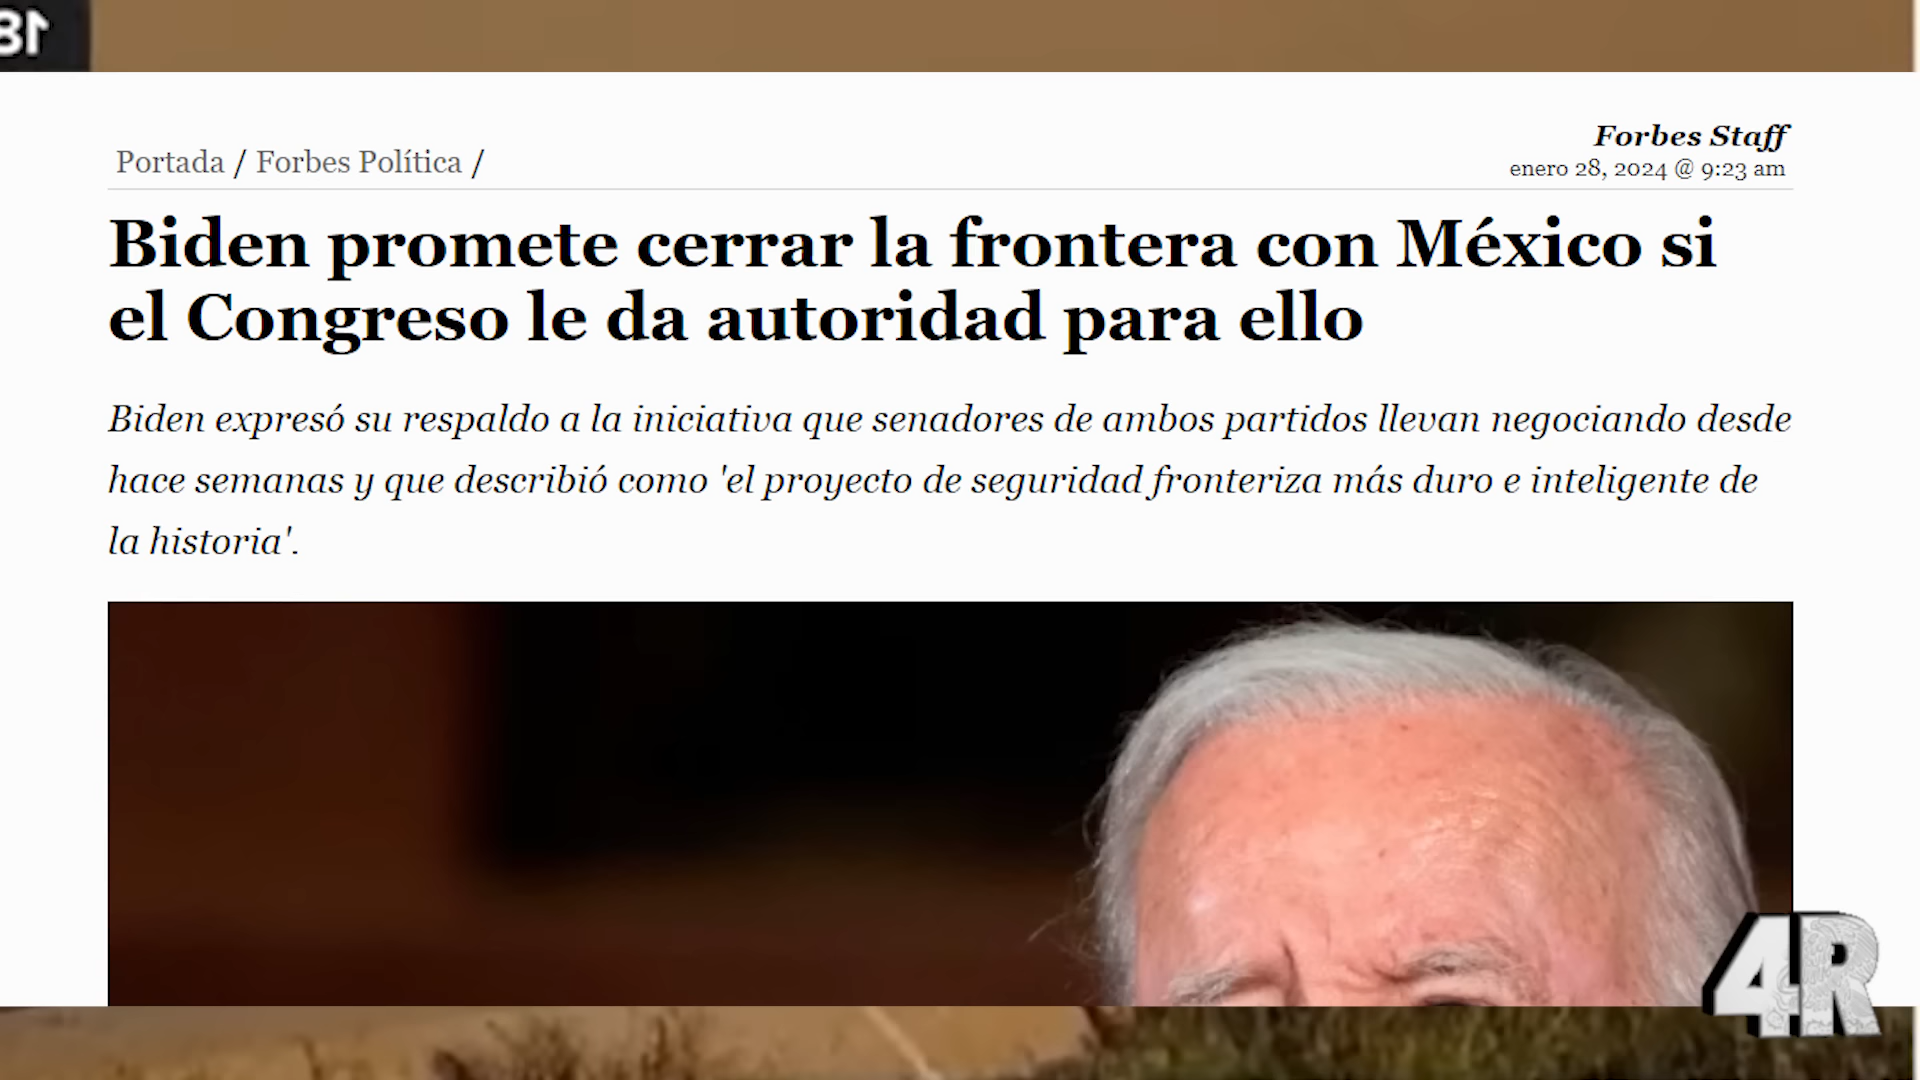 18
Portada / Forbes Política /
Forbes Staff
enero 28, 2024 @ 9:23 am
Biden promete cerrar la frontera con México si
el Congreso le da autoridad para ello
Biden expresó su respaldo a la iniciativa que senadores de ambos partidos llevan negociando desde
hace semanas y que describió como 'el proyecto de seguridad fronteriza más duro e inteligente de
la historia'.
4R